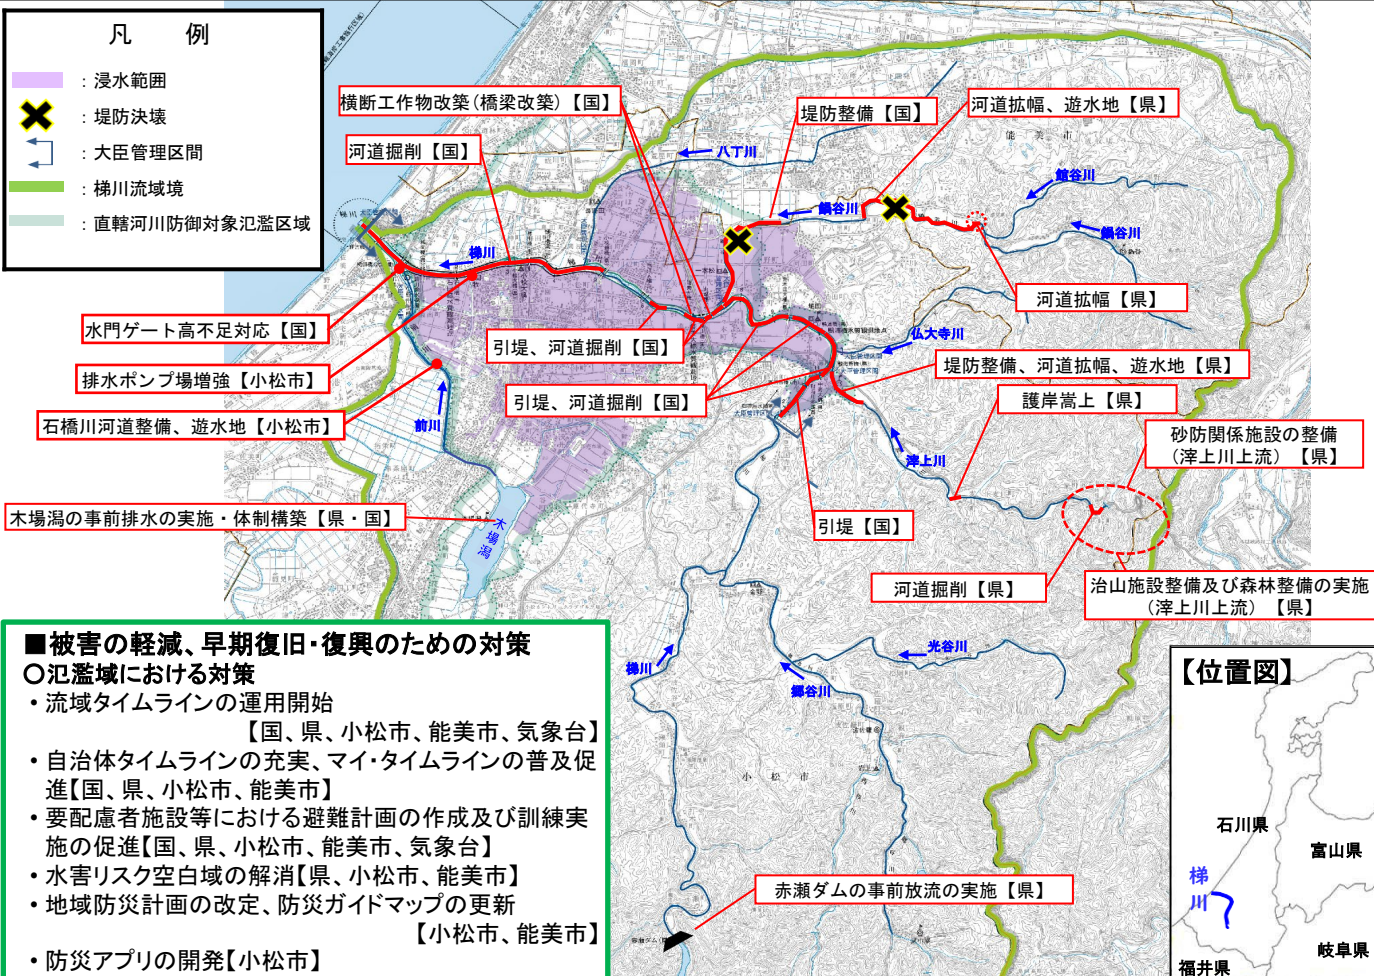 凡　例
：浸水範囲
：堤防決壊
：大臣管理区間
：梯川流域境
：直轄河川防御対象氾濫区域
横断工作物改築(橋梁改築)【国】
河道掘削【国】
堤防整備【国】
河道拡幅、遊水地【県】
能美市
八丁川
館谷川
鍋谷川
鍋谷川
梯川
河道拡幅【県】
水門ゲート高不足対応【国】
引堤、河道掘削【国】
仏大寺川
排水ポンプ場増強【小松市】
引堤、河道掘削【国】
堤防整備、河道拡幅、遊水地【県】
護岸嵩上【県】
石橋川河道整備、遊水地【小松市】
前川
砂防関係施設の整備
(滓上川上流)【県】
滓上川
木場潟の事前排水の実施・体制構築【県・国】
木場潟
引堤【国】
河道掘削【県】
治山施設整備及び森林整備の実施
(滓上川上流)【県】
梯川
光谷川
郷谷川
小松市
赤瀬ダムの事前放流の実施【県】
■被害の軽減、早期復旧・復興のための対策
○氾濫域における対策
・流域タイムラインの運用開始
【国、県、小松市、能美市、気象台】
・自治体タイムラインの充実、マイ・タイムラインの普及促
進【国、県、小松市、能美市】
・要配慮者施設等における避難計画の作成及び訓練実
施の促進【国、県、小松市、能美市、気象台】
・水害リスク空白域の解消【県、小松市、能美市】
・地域防災計画の改定、防災ガイドマップの更新
【小松市、能美市】
・防災アプリの開発【小松市】
【位置図】
石川県
富山県
梯川
岐阜県
福井県